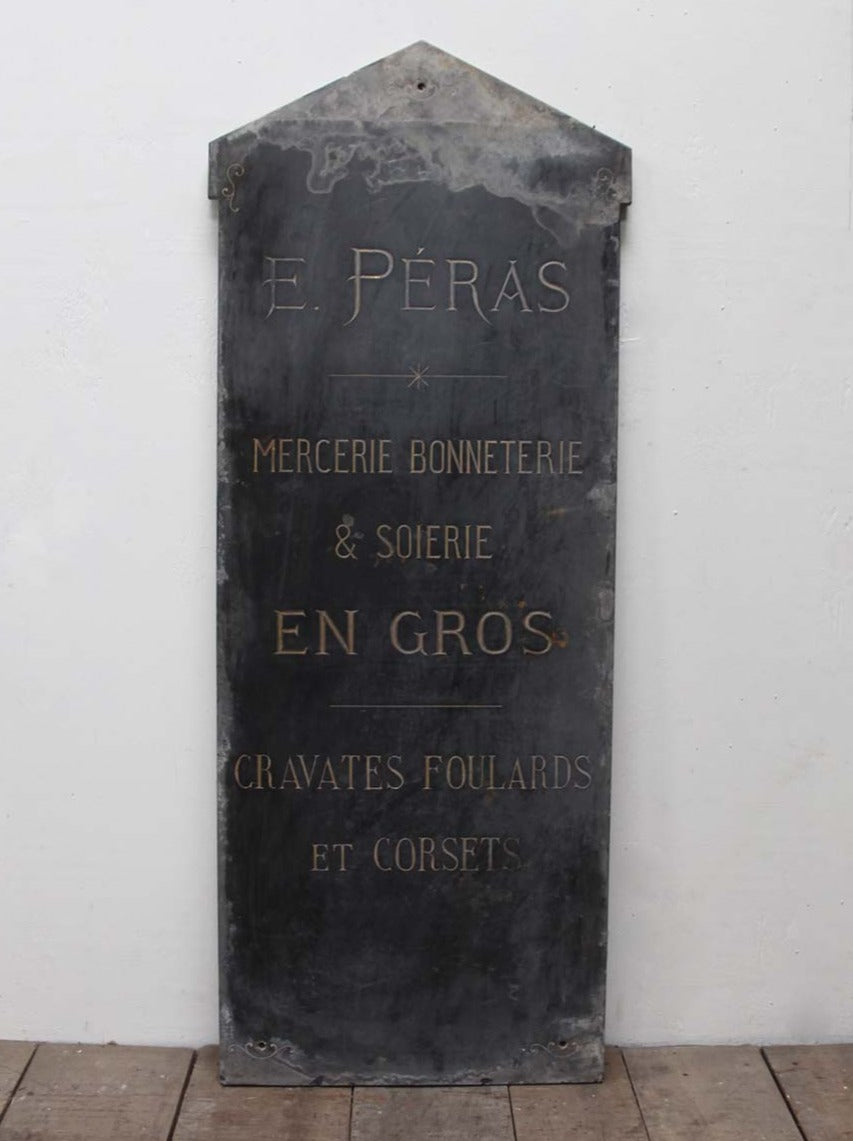 E. PÉRAS
MERCERIE BONNETERIE
& SOIERIE
EN GROS
CRAVATES FOULARDS
ET CORSETS